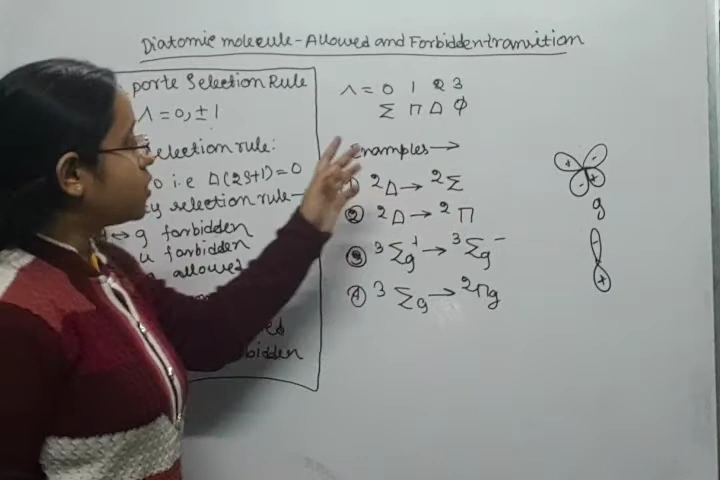 Diatomic molecule - Allowed and Forbidden transition
porte Selection Rule
Λ = 0, ± 1
selection rule:
0 i.e Δ(2S+1) = 0
selection rule -
↔ g forbidden
u forbidden
allowed
forbidden
Λ = 0 1 2 3
Σ Π Δ Φ
Examples →
① ²Δ → ²Σ
② ²Δ → ²Π
③ ³Σg⁺ → ³Σg⁻
④ ³Σg → ²Πg
+ -
- +
g
-
+